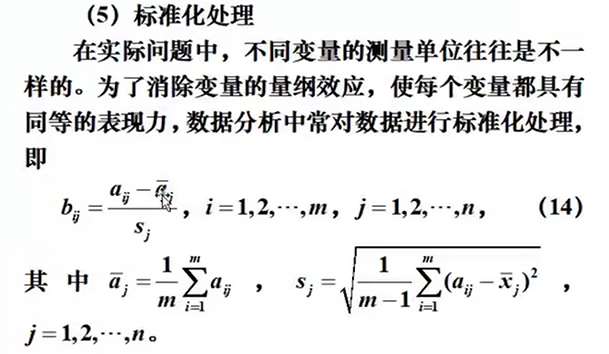 （5）标准化处理
在实际问题中，不同变量的测量单位往往是不一
样的。为了消除变量的量纲效应，使每个变量都具有
同等的表现力，数据分析中常对数据进行标准化处理，
即
b_{ij} = \frac{a_{ij} - \bar{a}_j}{s_j}，i = 1,2,⋯,m，j = 1,2,⋯,n，（14）
其中 \bar{a}_j = \frac{1}{m}\sum_{i=1}^{m} a_{ij}，s_j = \sqrt{\frac{1}{m-1}\sum_{i=1}^{m}(a_{ij} - \bar{x}_j)^2}，
j = 1,2,⋯,n。